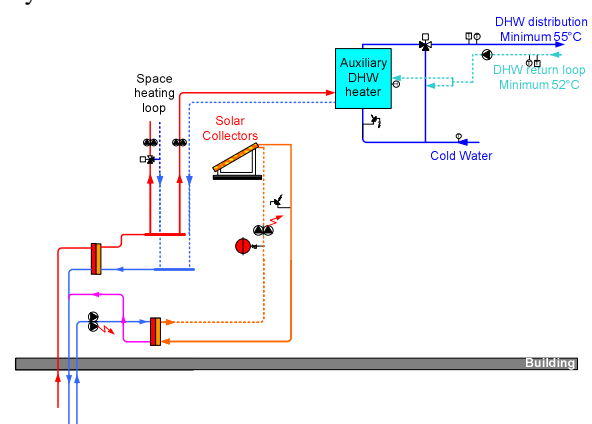 y
DHW distribution
Minimum 55°C
Auxiliary
DHW
heater
DHW return loop
Minimum 52°C
Space
heating
loop
Solar
Collectors
Cold Water
Building